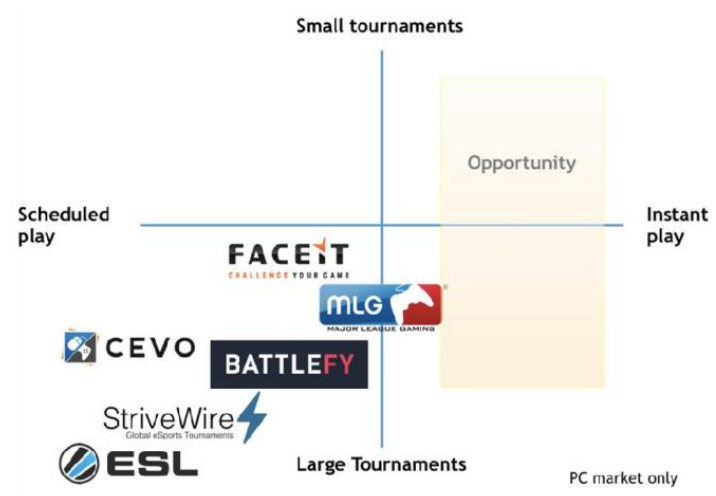 Small tournaments
Opportunity
Scheduled
play
Instant
play
FACEIT
CHALLENGE YOUR GAME
MLG
MAJOR LEAGUE GAMING
CEVO
BATTLEFY
StriveWire
Global eSports Tournaments
ESL
Large Tournaments
PC market only